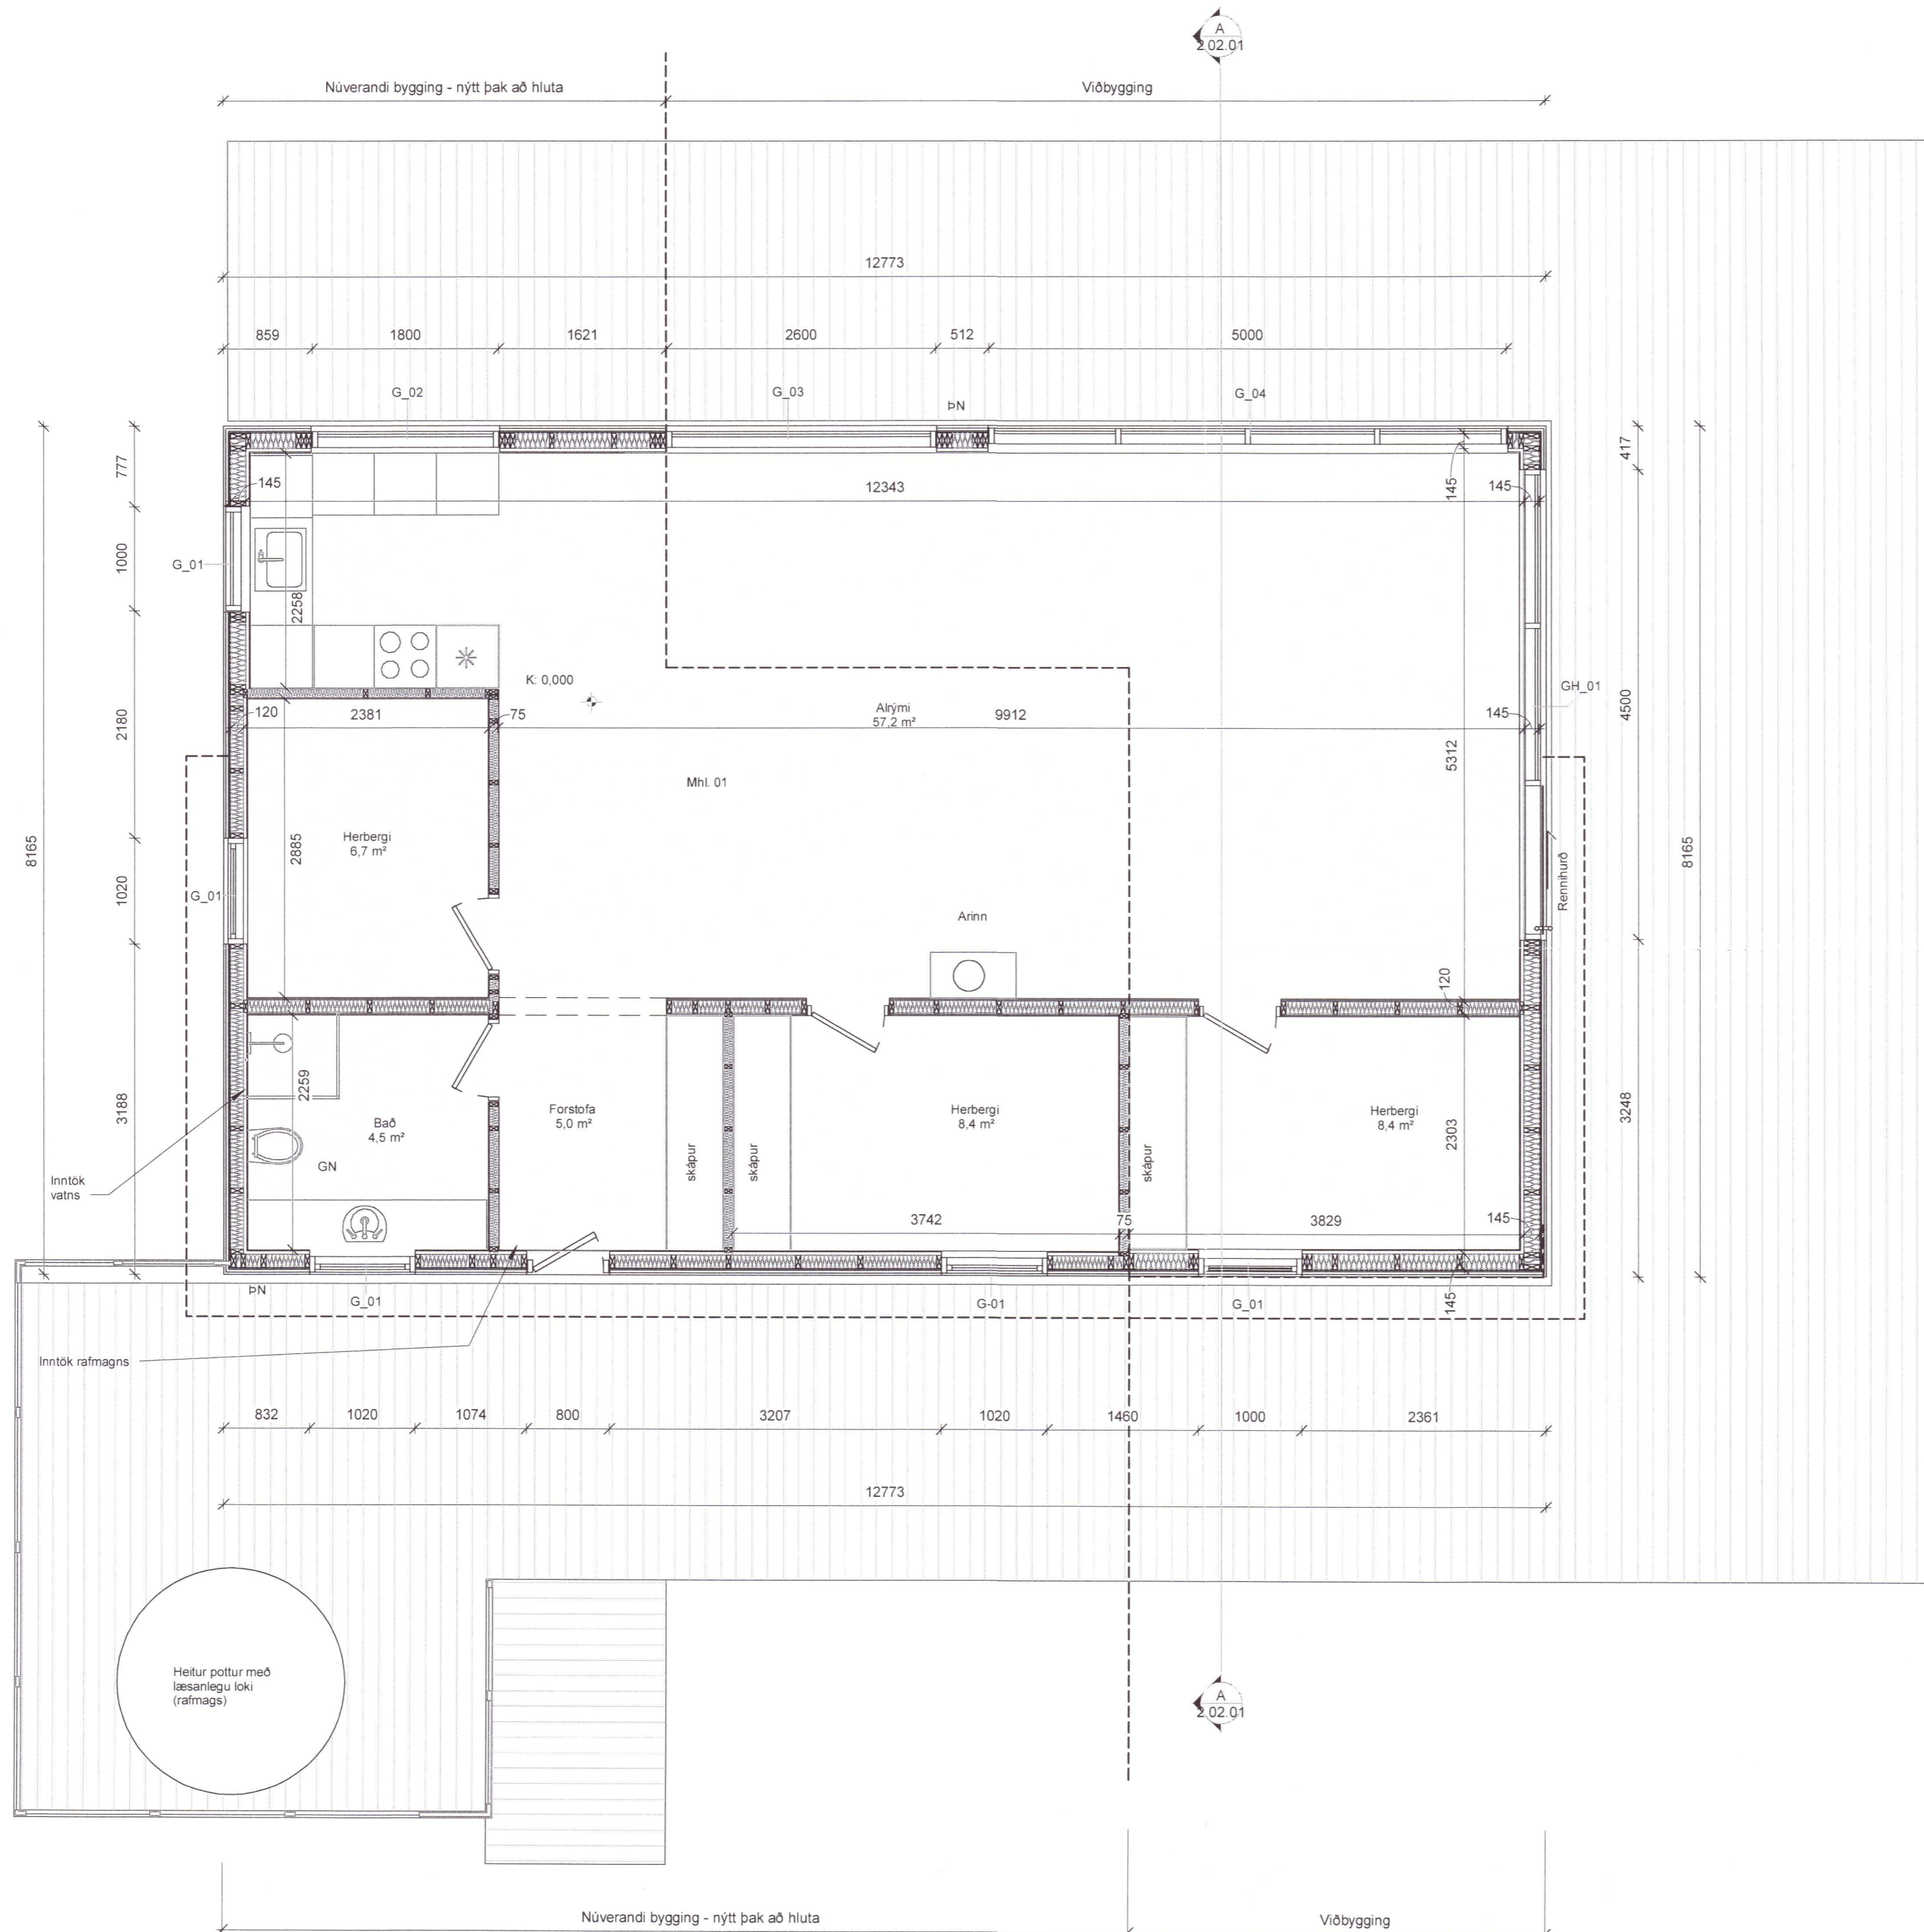 A
2.02.01
Núverandi bygging - nýtt þak að hluta
Viðbygging
12773
859
1800
1621
2600
512
5000
G_02
G_03
G_04
ÞN
777
417
145
12343
145
145
1000
G_01
2258
K: 0,000
GH_01
120
2381
75
Alrými
57,2 m²
9912
145
2180
4500
5312
Mhl. 01
Herbergi
6,7 m²
2885
8165
8165
Rennihurð
1020
G_01
Arinn
120
2259
3188
Bað
4,5 m²
GN
Forstofa
5,0 m²
skápur
skápur
Herbergi
8,4 m²
skápur
Herbergi
8,4 m²
2303
3248
Inntök
vatns
3742
75
3829
145
ÞN
G_01
G-01
G_01
145
Inntök rafmagns
832
1020
1074
800
3207
1020
1460
1000
2361
12773
Heitur pottur með
læsanlegu loki
(rafmags)
A
2.02.01
Núverandi bygging - nýtt þak að hluta
Viðbygging